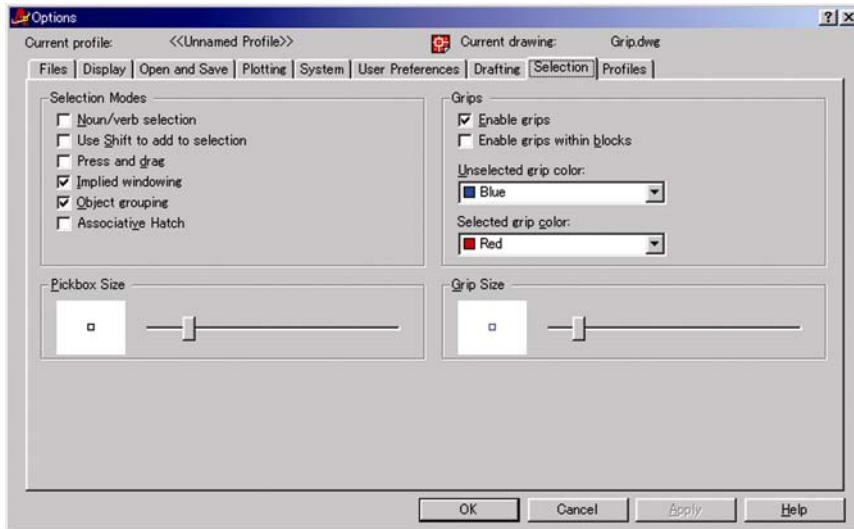 Options
Current profile: <<Unnamed Profile>> Current drawing: Grip.dwg
Files Display Open and Save Plotting System User Preferences Drafting Selection Profiles
Selection Modes
Noun/verb selection
Use Shift to add to selection
Press and drag
Implied windowing
Object grouping
Associative Hatch
Grips
Enable grips
Enable grips within blocks
Unselected grip color:
Blue
Selected grip color:
Red
Pickbox Size
Grip Size
OK Cancel Apply Help